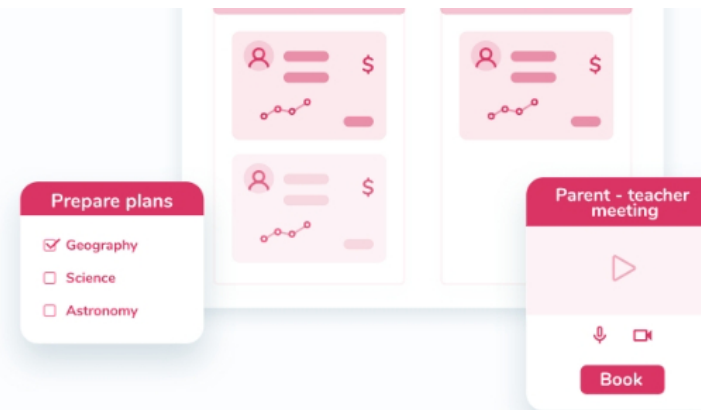 $
$
$
Prepare plans
Geography
Science
Astronomy
Parent - teacher
meeting
Book